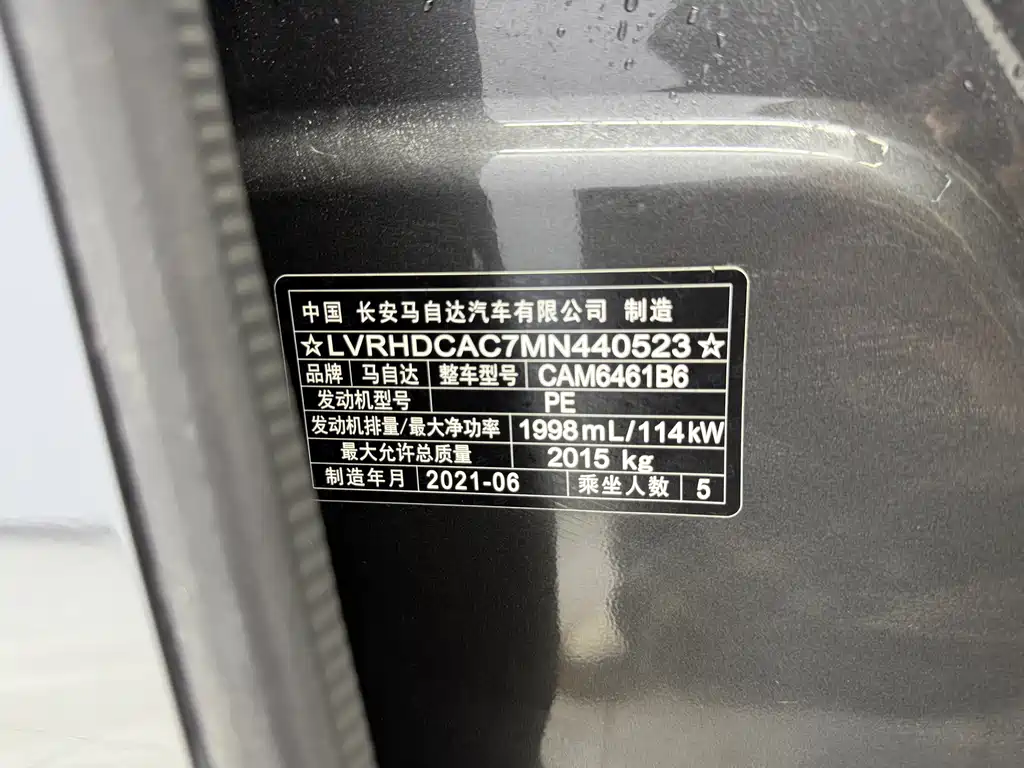 中国 长安马自达汽车有限公司 制造
☆LVRHDCAC7MN440523☆
品牌 马自达 整车型号 CAM6461B6
发动机型号 PE
发动机排量/最大净功率 1998mL/114kW
最大允许总质量 2015 kg
制造年月 2021-06 乘坐人数 5